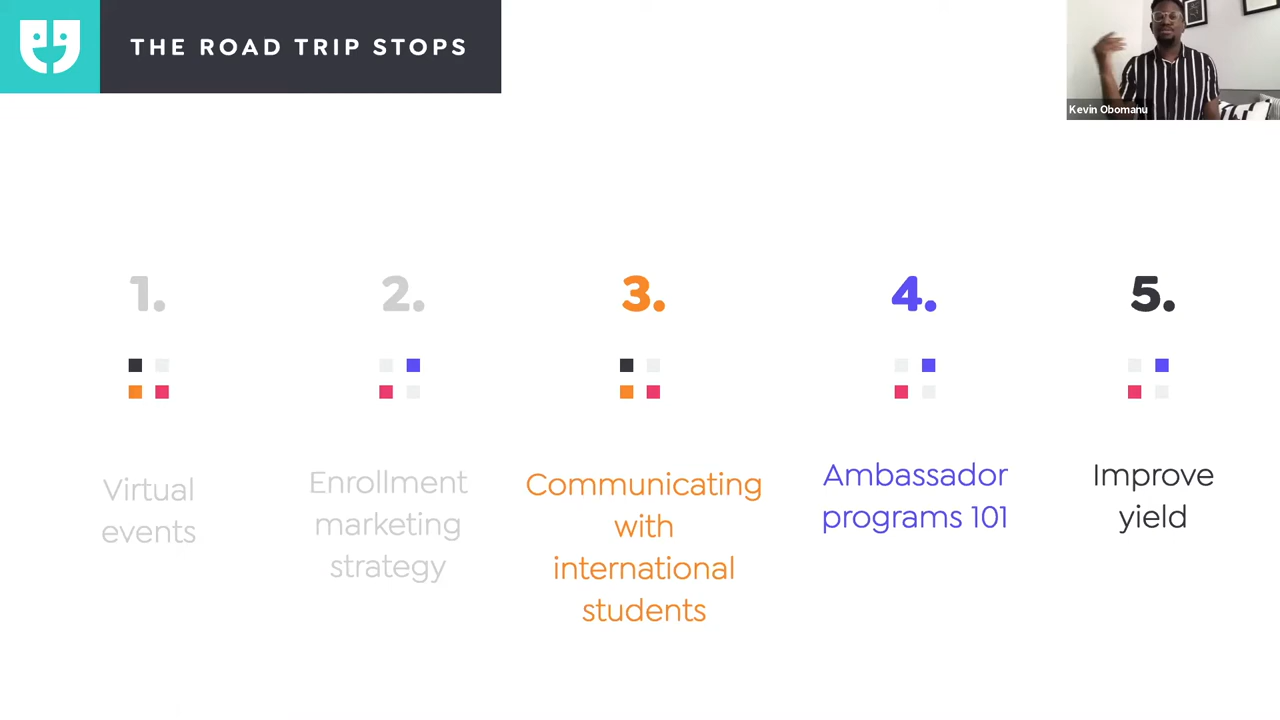 THE ROAD TRIP STOPS
Kevin Obomanu
1.
2.
3.
4.
5.
Virtual
events
Enrollment
marketing
strategy
Communicating
with
international
students
Ambassador
programs 101
Improve
yield